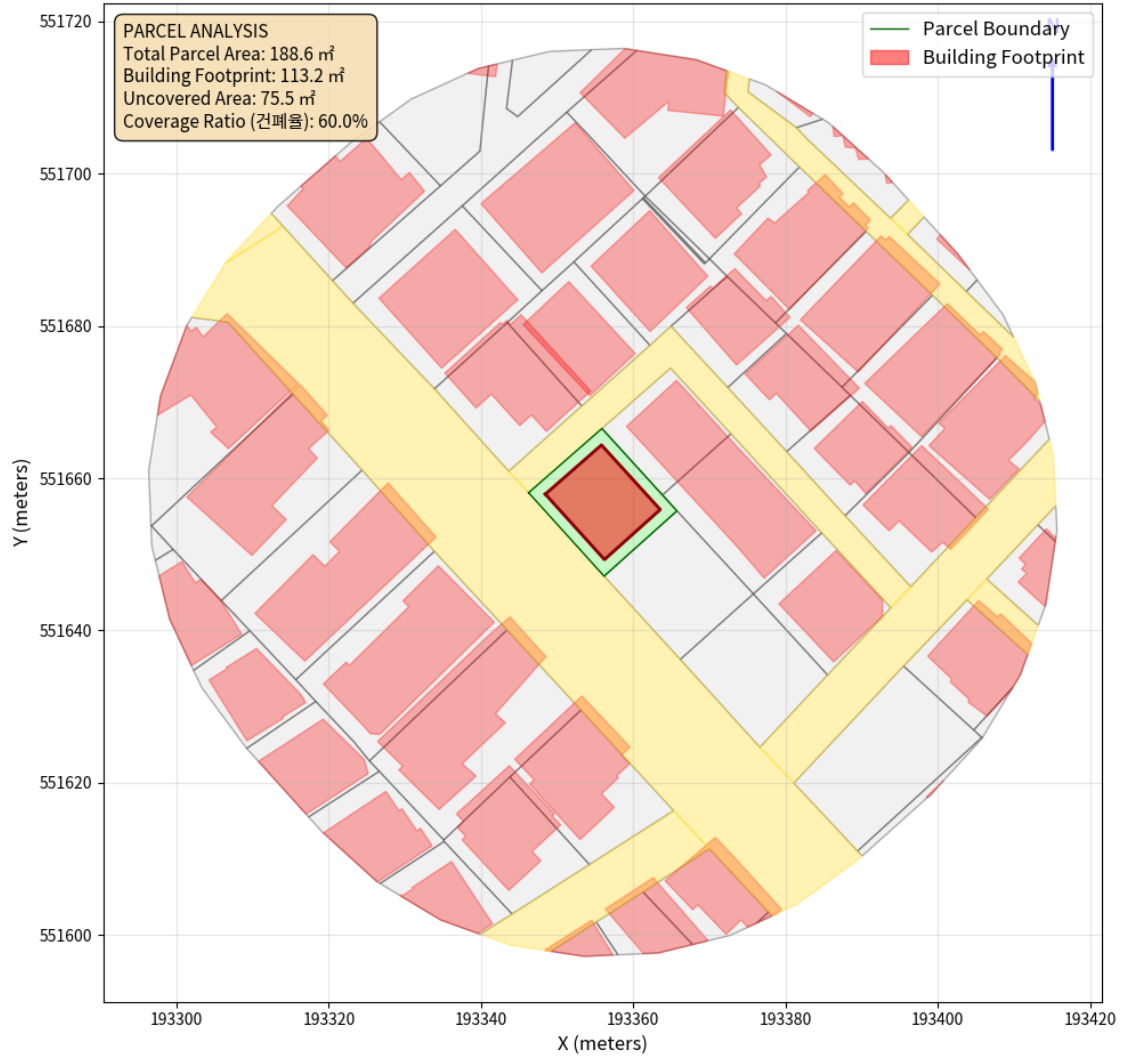 PARCEL ANALYSIS
Total Parcel Area: 188.6 ㎡
Building Footprint: 113.2 ㎡
Uncovered Area: 75.5 ㎡
Coverage Ratio (건폐율): 60.0%
N
Parcel Boundary
Building Footprint
551720
551700
551680
551660
551640
551620
551600
Y (meters)
193300
193320
193340
193360
193380
193400
193420
X (meters)